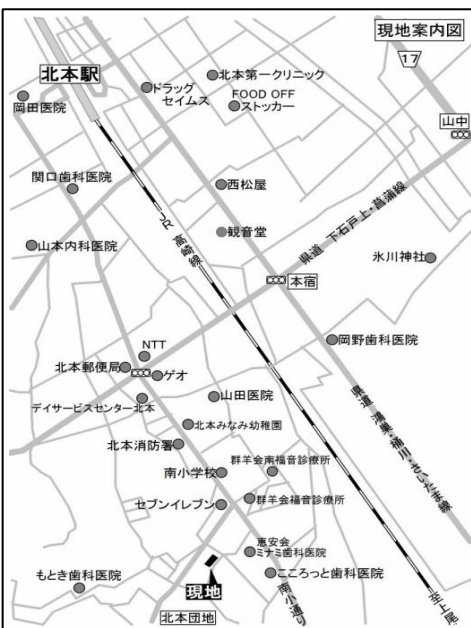 現地案内図
17
北本駅
北本第一クリニック
ドラッグ
セイムス
FOOD OFF
ストッカー
岡田医院
山中
関口歯科医院
西松屋
県道 下石戸上・菖蒲線
山本内科医院
JR 高崎線
観音堂
氷川神社
本宿
岡野歯科医院
NTT
北本郵便局
ゲオ
デイサービスセンター北本
山田医院
北本みなみ幼稚園
県道 鴻巣・桶川・さいたま線
北本消防署
群羊会南福音診療所
南小学校
群羊会福音診療所
セブンイレブン
恵安会
ミナミ歯科医院
もとき歯科医院
現地
こころっと歯科医院
南小通り
北本団地
至上尾